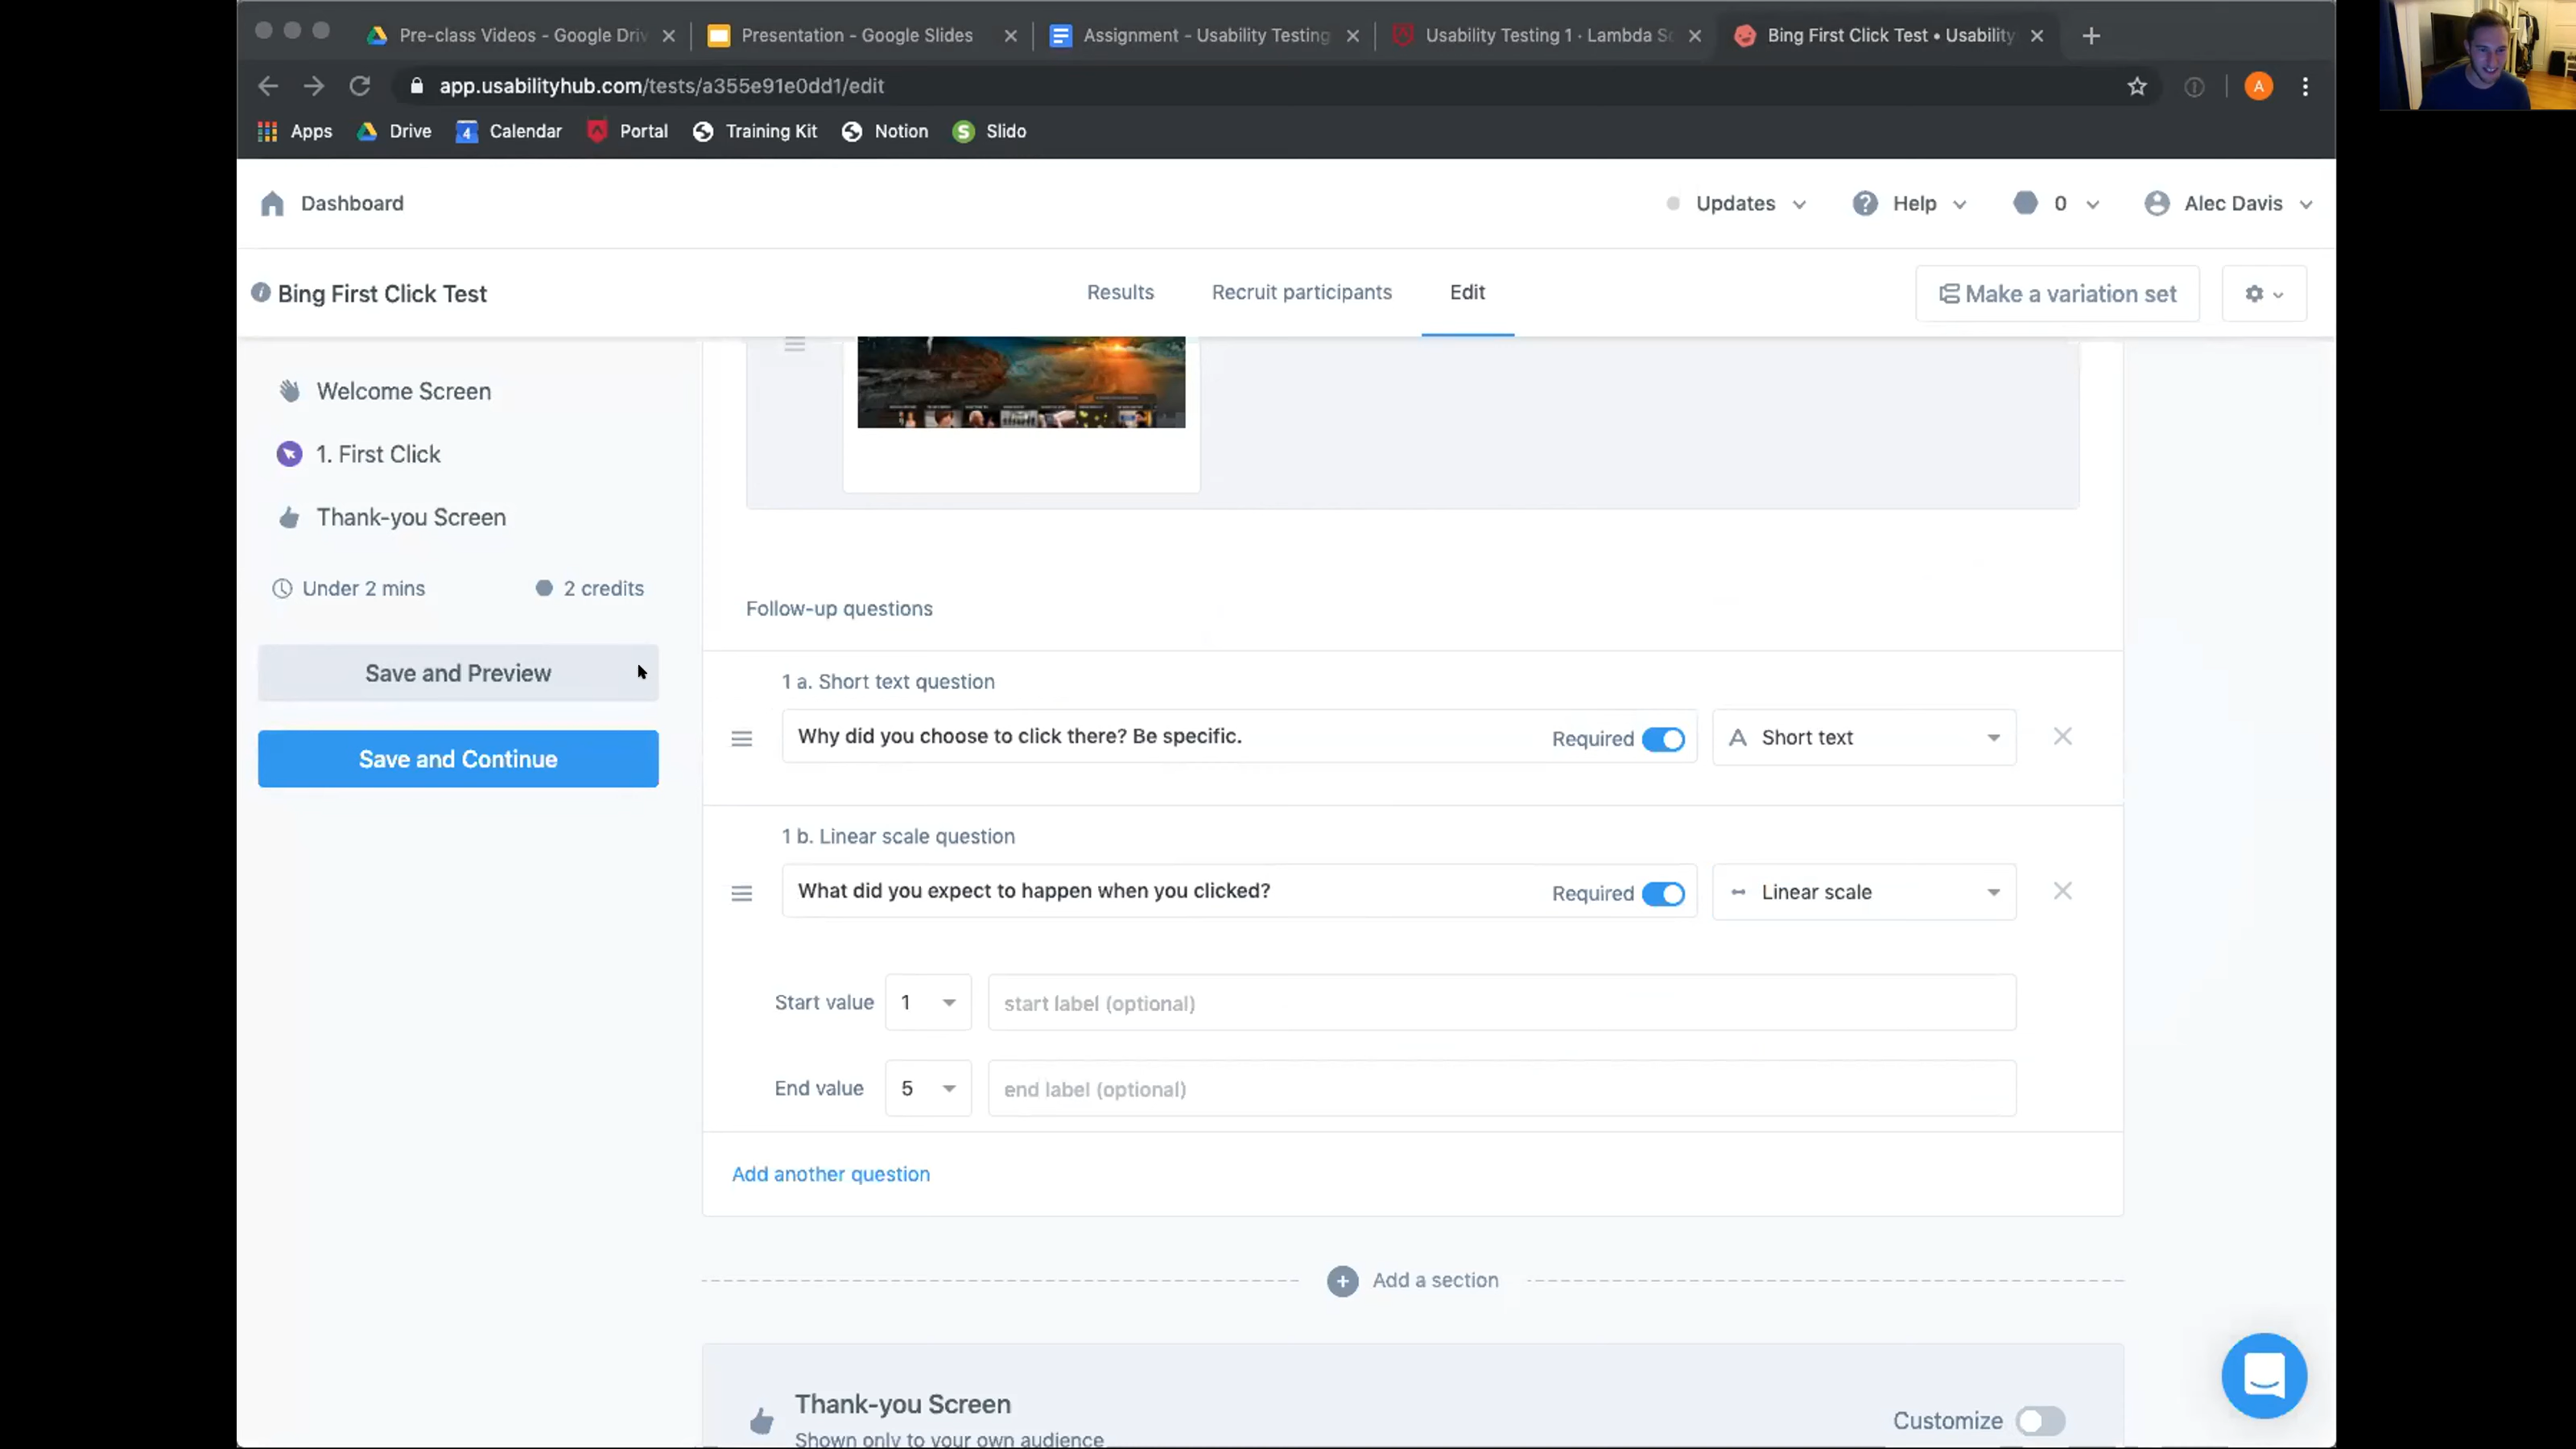 Pre-class Videos - Google Driv
Presentation - Google Slides
Assignment - Usability Testing
Usability Testing 1 · Lambda Sc
Bing First Click Test • Usability
app.usabilityhub.com/tests/a355e91e0dd1/edit
A
Apps
Drive
4
Calendar
Portal
Training Kit
Notion
S
Slido
Dashboard
Updates
Help
0
Alec Davis
Bing First Click Test
Results
Recruit participants
Edit
Make a variation set
Welcome Screen
1. First Click
Thank-you Screen
Under 2 mins
2 credits
Save and Preview
Save and Continue
Follow-up questions
1 a. Short text question
Why did you choose to click there? Be specific.
Required
A Short text
1 b. Linear scale question
What did you expect to happen when you clicked?
Required
Linear scale
Start value
1
start label (optional)
End value
5
end label (optional)
Add another question
Add a section
Thank-you Screen
Shown only to your own audience
Customize